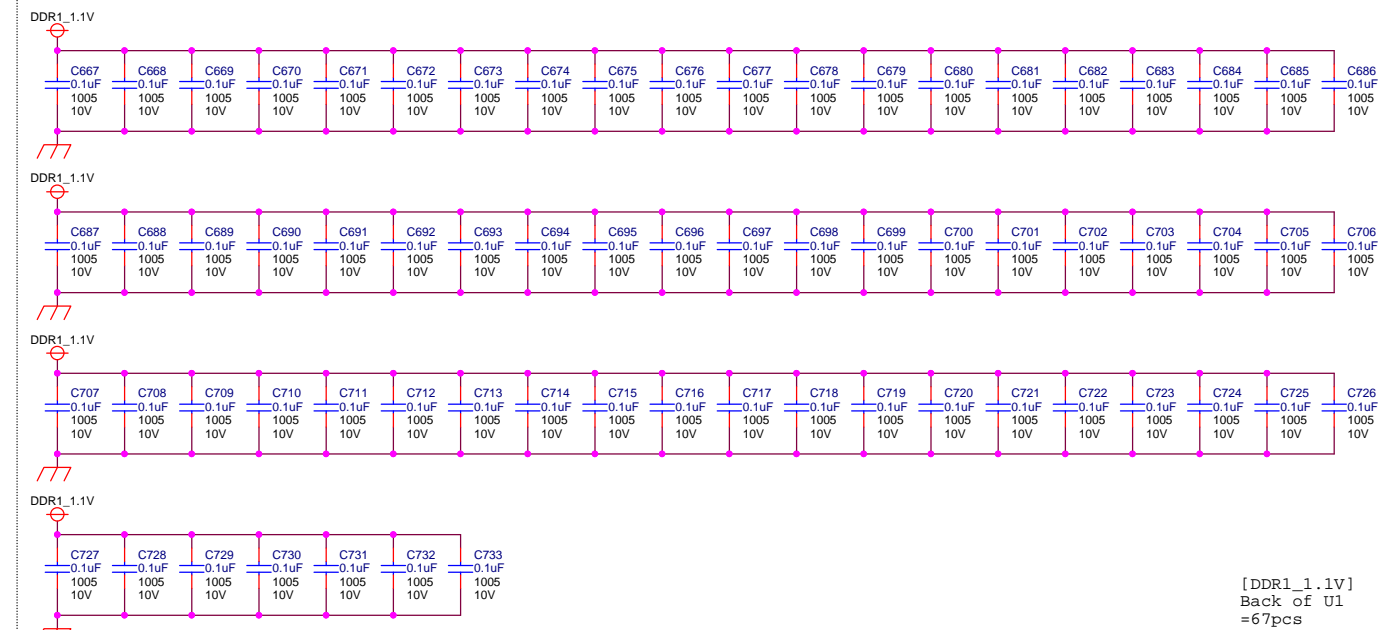 DDR1_1.1V
C667 C668 C669 C670 C671 C672 C673 C674 C675 C676 C677 C678 C679 C680 C681 C682 C683 C684 C685 C686
0.1uF 0.1uF 0.1uF 0.1uF 0.1uF 0.1uF 0.1uF 0.1uF 0.1uF 0.1uF 0.1uF 0.1uF 0.1uF 0.1uF 0.1uF 0.1uF 0.1uF 0.1uF 0.1uF 0.1uF
1005 1005 1005 1005 1005 1005 1005 1005 1005 1005 1005 1005 1005 1005 1005 1005 1005 1005 1005 1005
10V 10V 10V 10V 10V 10V 10V 10V 10V 10V 10V 10V 10V 10V 10V 10V 10V 10V 10V 10V
DDR1_1.1V
C687 C688 C689 C690 C691 C692 C693 C694 C695 C696 C697 C698 C699 C700 C701 C702 C703 C704 C705 C706
0.1uF 0.1uF 0.1uF 0.1uF 0.1uF 0.1uF 0.1uF 0.1uF 0.1uF 0.1uF 0.1uF 0.1uF 0.1uF 0.1uF 0.1uF 0.1uF 0.1uF 0.1uF 0.1uF 0.1uF
1005 1005 1005 1005 1005 1005 1005 1005 1005 1005 1005 1005 1005 1005 1005 1005 1005 1005 1005 1005
10V 10V 10V 10V 10V 10V 10V 10V 10V 10V 10V 10V 10V 10V 10V 10V 10V 10V 10V 10V
DDR1_1.1V
C707 C708 C709 C710 C711 C712 C713 C714 C715 C716 C717 C718 C719 C720 C721 C722 C723 C724 C725 C726
0.1uF 0.1uF 0.1uF 0.1uF 0.1uF 0.1uF 0.1uF 0.1uF 0.1uF 0.1uF 0.1uF 0.1uF 0.1uF 0.1uF 0.1uF 0.1uF 0.1uF 0.1uF 0.1uF 0.1uF
1005 1005 1005 1005 1005 1005 1005 1005 1005 1005 1005 1005 1005 1005 1005 1005 1005 1005 1005 1005
10V 10V 10V 10V 10V 10V 10V 10V 10V 10V 10V 10V 10V 10V 10V 10V 10V 10V 10V 10V
DDR1_1.1V
C727 C728 C729 C730 C731 C732 C733
0.1uF 0.1uF 0.1uF 0.1uF 0.1uF 0.1uF 0.1uF
1005 1005 1005 1005 1005 1005 1005
10V 10V 10V 10V 10V 10V 10V
[DDR1_1.1V]
Back of U1
=67pcs